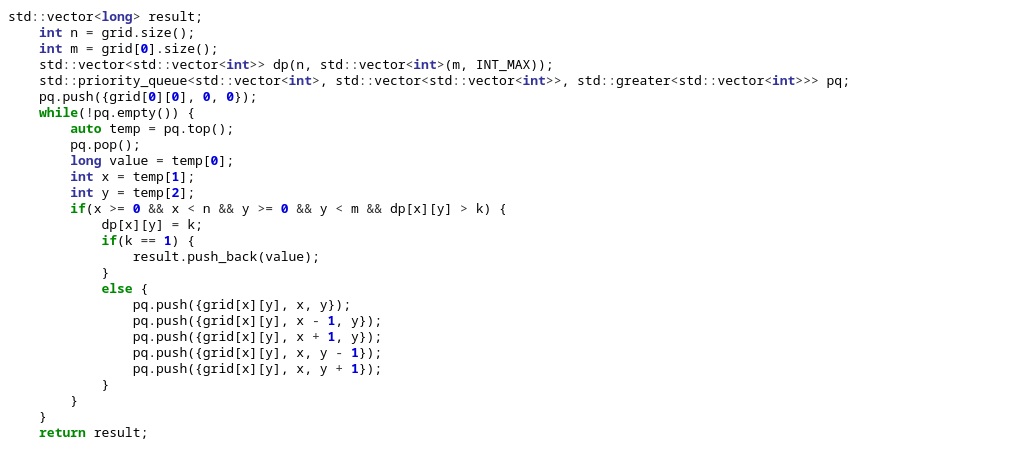 std::vector<long> result;
    int n = grid.size();
    int m = grid[0].size();
    std::vector<std::vector<int>> dp(n, std::vector<int>(m, INT_MAX));
    std::priority_queue<std::vector<int>, std::vector<std::vector<int>>, std::greater<std::vector<int>>> pq;
    pq.push({grid[0][0], 0, 0});
    while(!pq.empty()) {
        auto temp = pq.top();
        pq.pop();
        long value = temp[0];
        int x = temp[1];
        int y = temp[2];
        if(x >= 0 && x < n && y >= 0 && y < m && dp[x][y] > k) {
            dp[x][y] = k;
            if(k == 1) {
                result.push_back(value);
            }
            else {
                pq.push({grid[x][y], x, y});
                pq.push({grid[x][y], x - 1, y});
                pq.push({grid[x][y], x + 1, y});
                pq.push({grid[x][y], x, y - 1});
                pq.push({grid[x][y], x, y + 1});
            }
        }
    }
    return result;